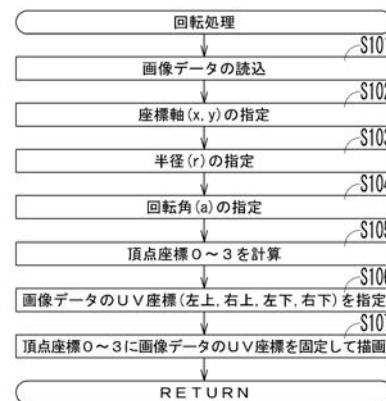 回転処理
S101
画像データの読込
S102
座標軸(x, y)の指定
S103
半径(r)の指定
S104
回転角(a)の指定
S105
頂点座標０～３を計算
S106
画像データのＵＶ座標(左上, 右上, 左下, 右下)を指定
S107
頂点座標０～３に画像データのＵＶ座標を固定して描画
ＲＥＴＵＲＮ